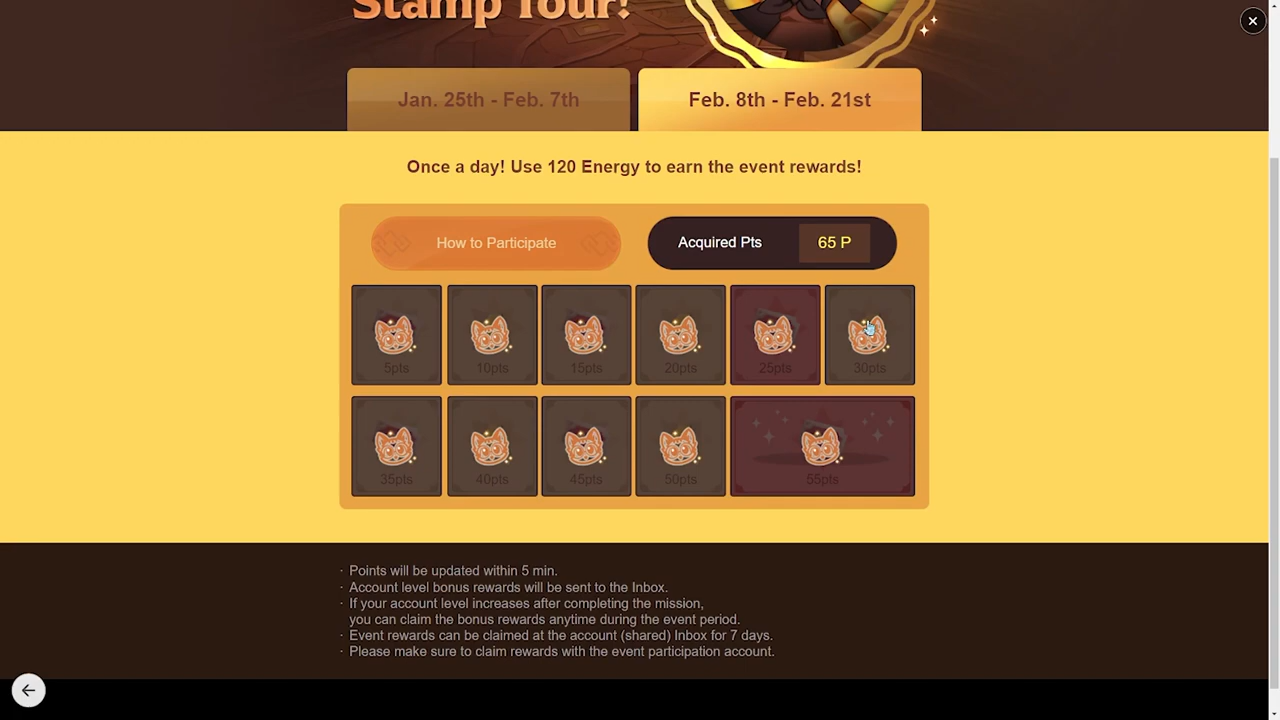 Stamp Tour!
Jan. 25th - Feb. 7th
Feb. 8th - Feb. 21st
Once a day! Use 120 Energy to earn the event rewards!
How to Participate
Acquired Pts
65 P
5pts
10pts
15pts
20pts
25pts
30pts
35pts
40pts
45pts
50pts
55pts
· Points will be updated within 5 min.
· Account level bonus rewards will be sent to the Inbox.
· If your account level increases after completing the mission,
you can claim the bonus rewards anytime during the event period.
· Event rewards can be claimed at the account (shared) Inbox for 7 days.
· Please make sure to claim rewards with the event participation account.